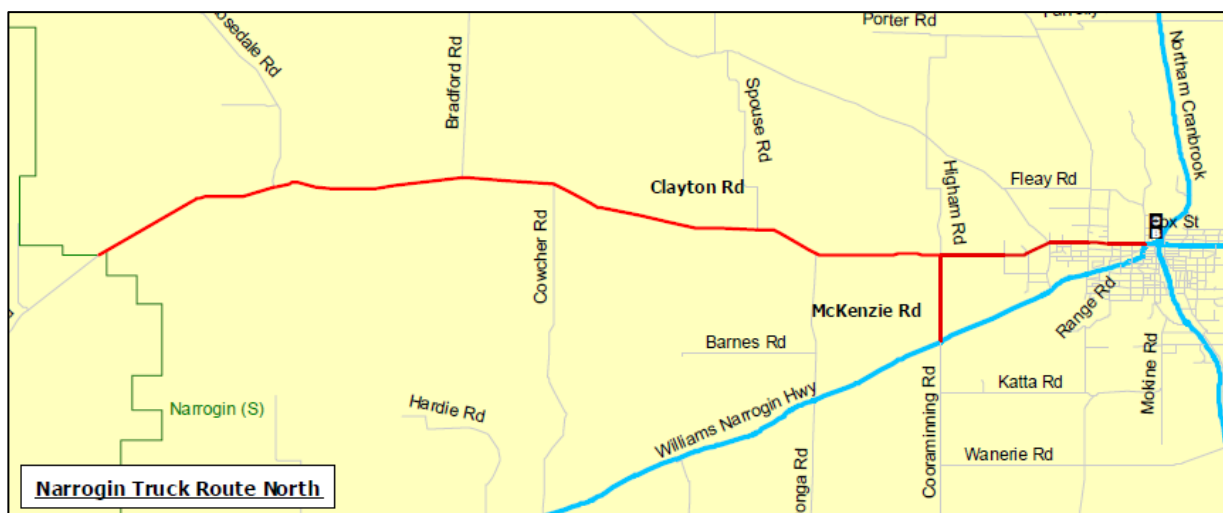 Porter Rd
Northam Cranbrook
Bradford Rd
Spouse Rd
Clayton Rd
Fleay Rd
Higham Rd
Cowcher Rd
McKenzie Rd
Range Rd
Barnes Rd
Mokine Rd
Katta Rd
Narrogin (S)
Hardie Rd
Williams Narrogin Hwy
Cooraminning Rd
Wanerie Rd
Narrogin Truck Route North